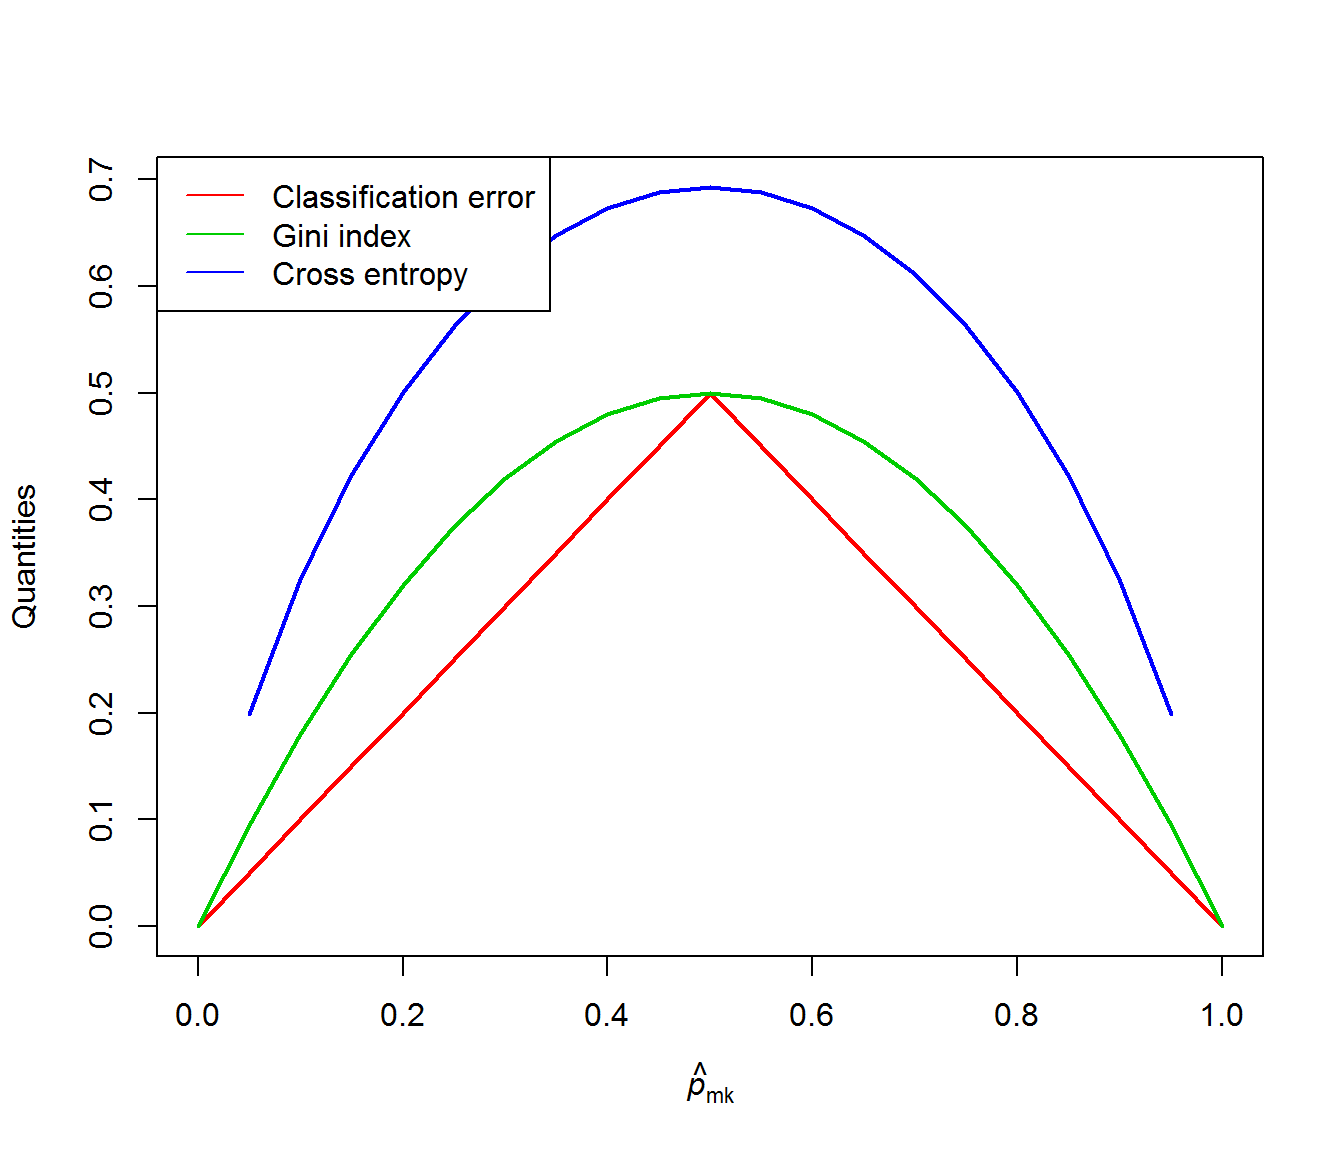 Classification error
Gini index
Cross entropy
0.7
0.6
0.5
0.4
0.3
0.2
0.1
0.0
Quantities
0.0 0.2 0.4 0.6 0.8 1.0
p̂mk